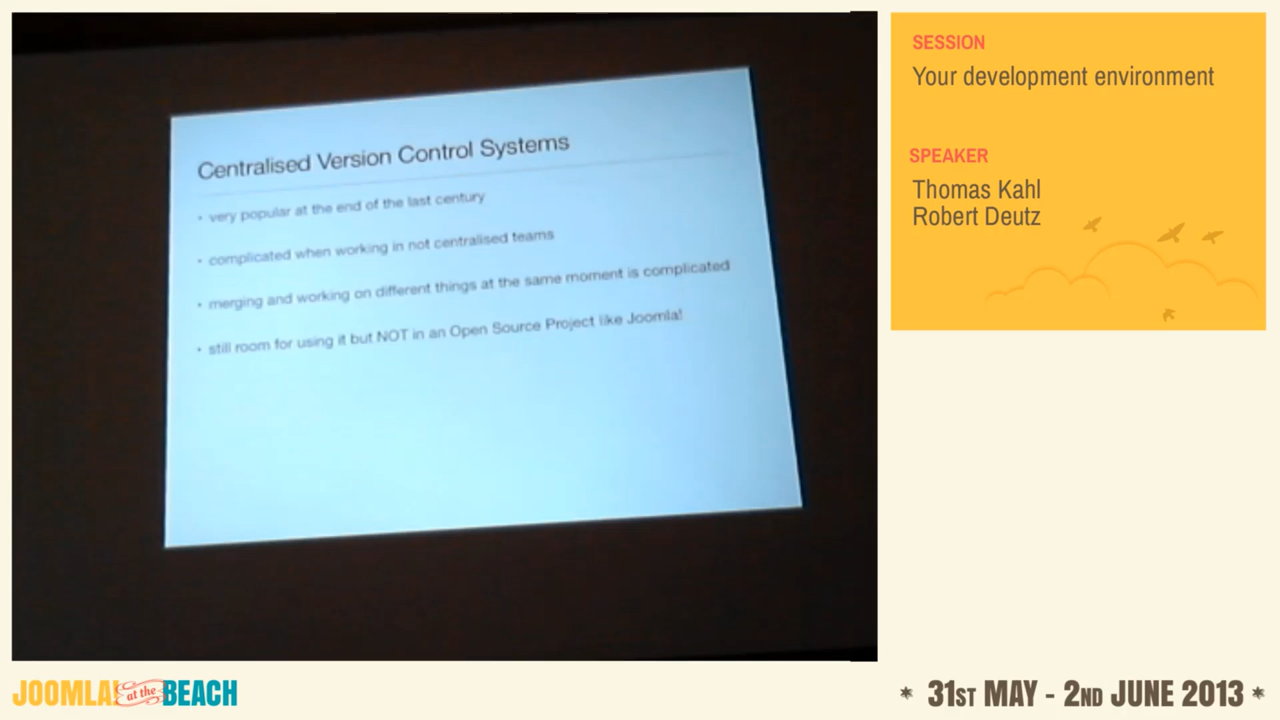 Centralised Version Control Systems
• very popular at the end of the last century
• complicated when working in not centralised teams
• merging and working on different things at the same moment is complicated
• still room for using it but NOT in an Open Source Project like Joomla!
SESSION
Your development environment
SPEAKER
Thomas Kahl
Robert Deutz
JOOMLA! at the BEACH
* 31ST MAY - 2ND JUNE 2013 *